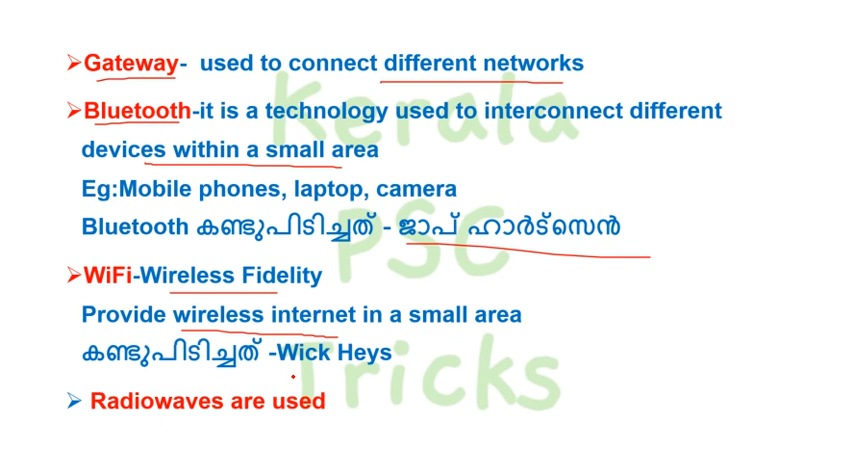 ➢Gateway- used to connect different networks
➢Bluetooth-it is a technology used to interconnect different
devices within a small area
Eg:Mobile phones, laptop, camera
Bluetooth കണ്ടുപിടിച്ചത് - ജാപ് ഹാർട്സെൻ
➢WiFi-Wireless Fidelity
Provide wireless internet in a small area
കണ്ടുപിടിച്ചത് -Wick Heys
➢ Radiowaves are used
Kerala
PSC
Tricks